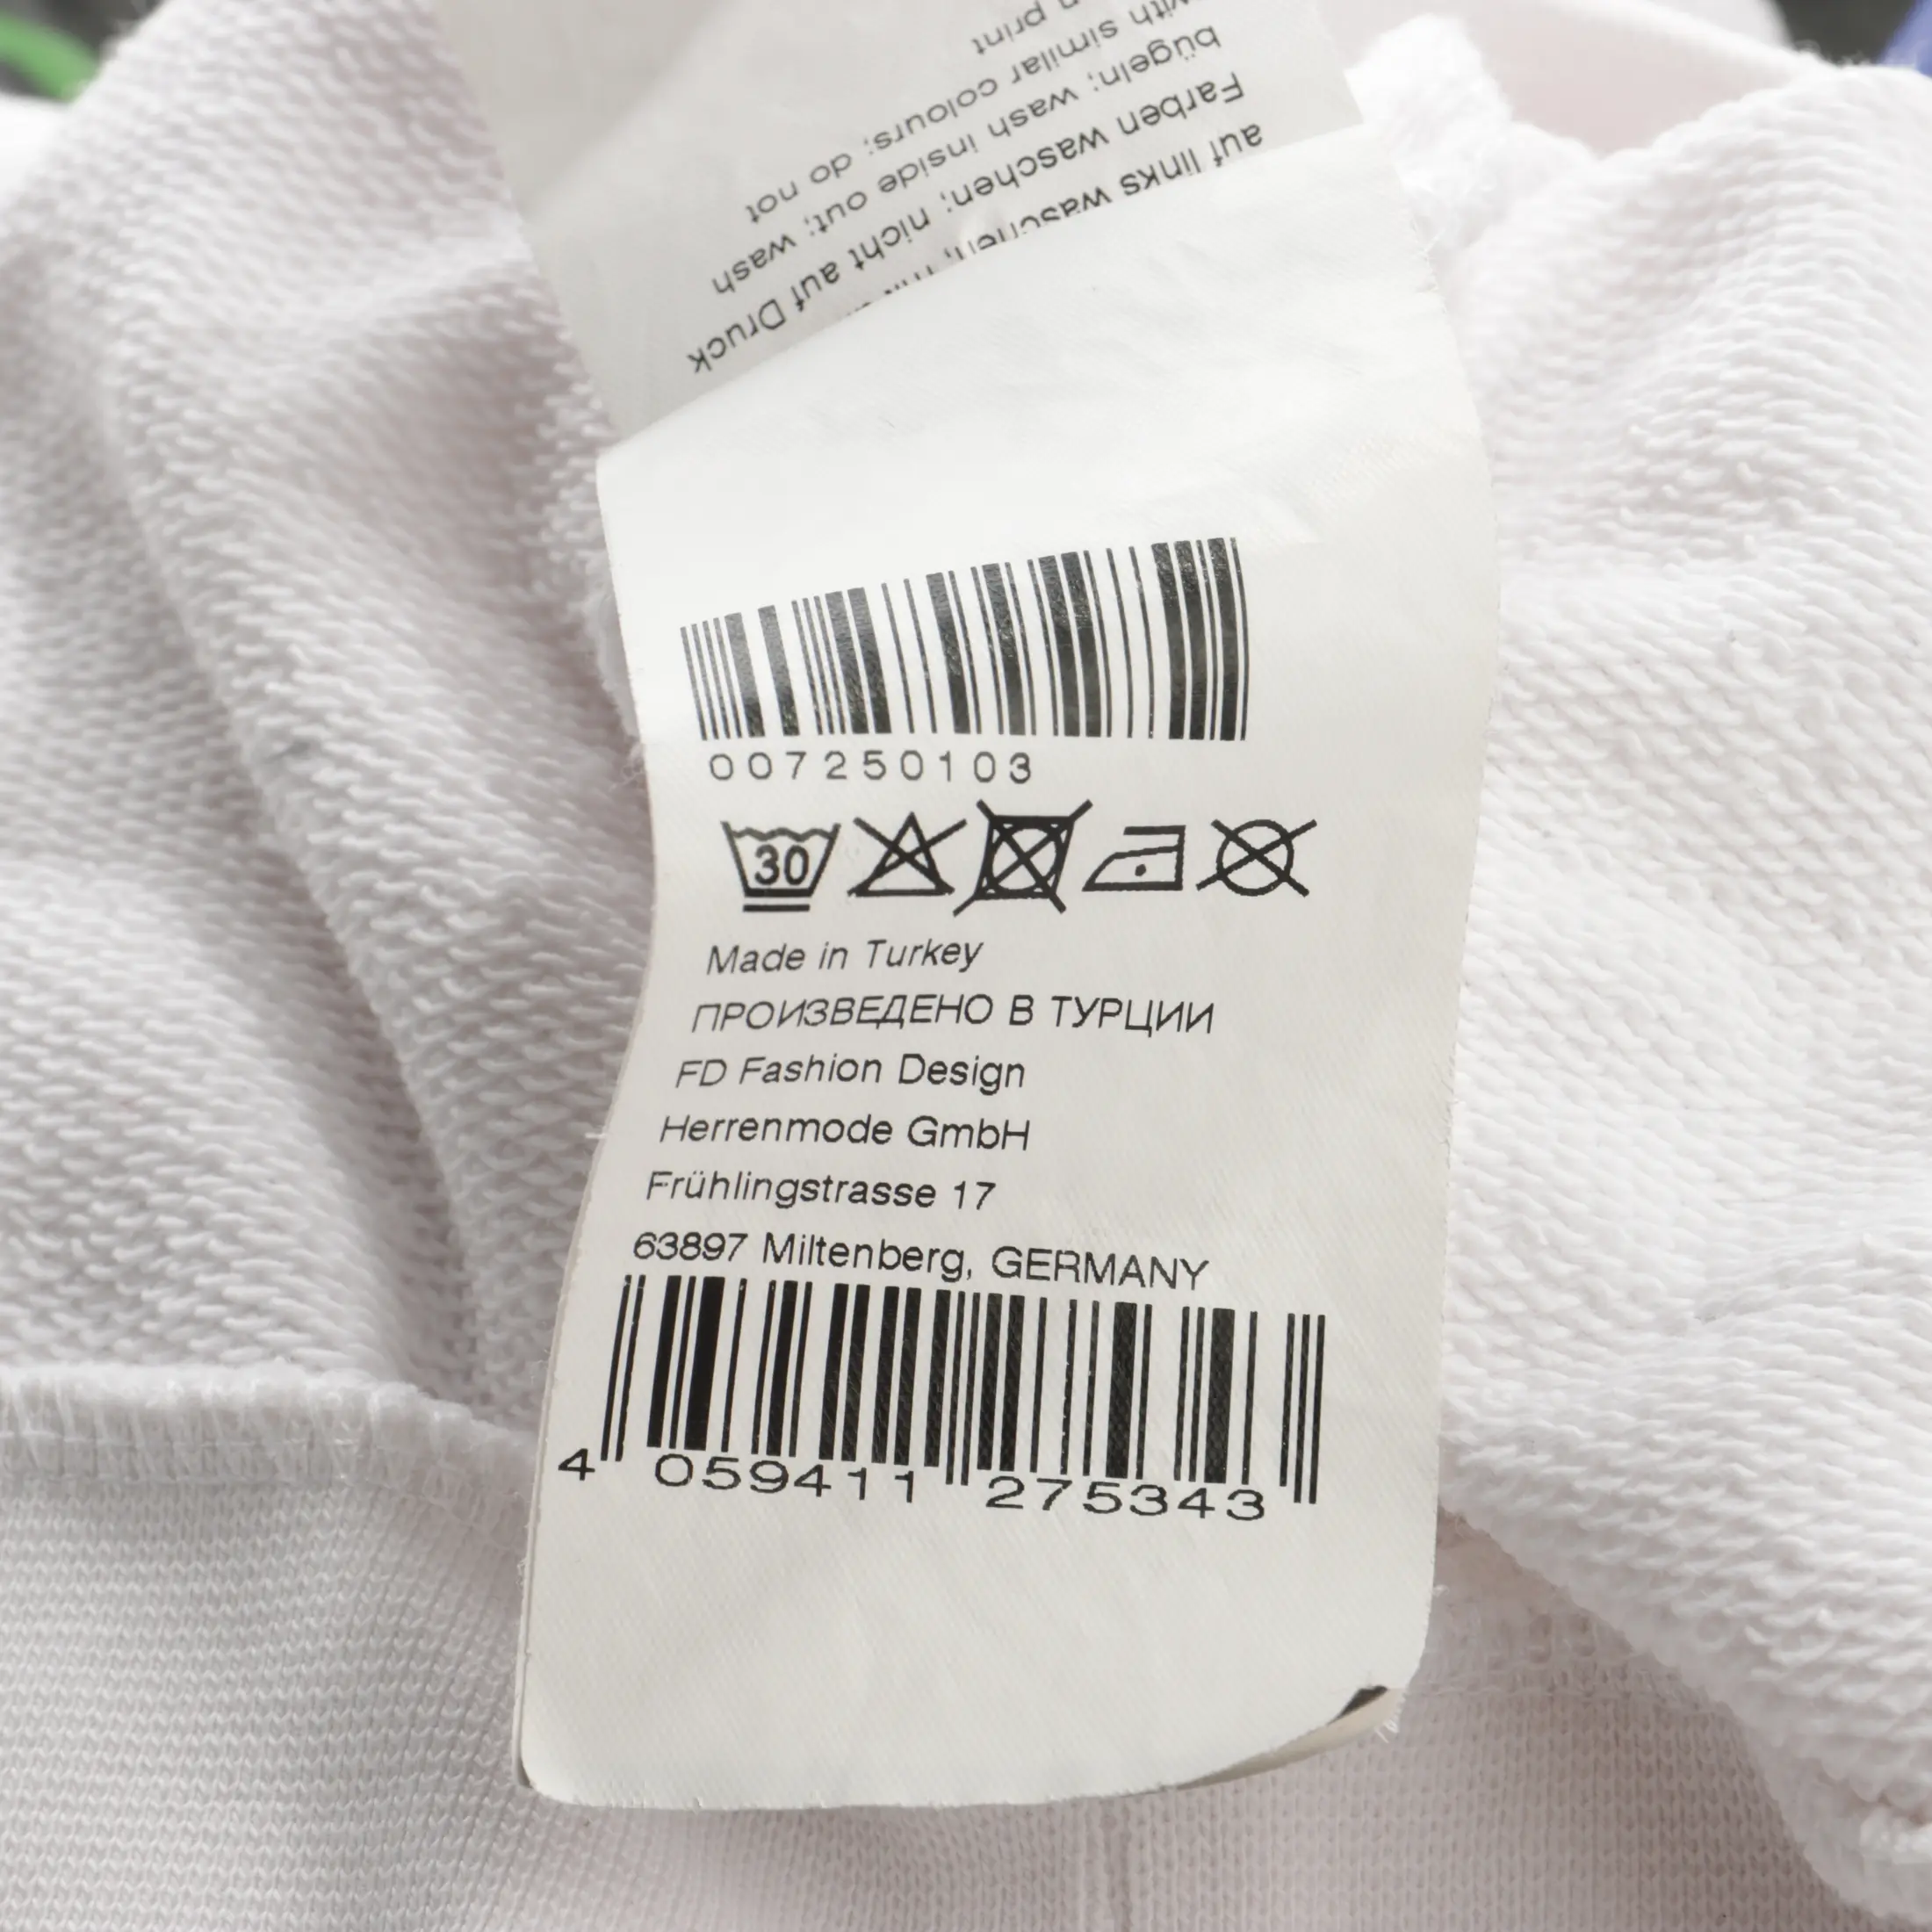 auf links waschen; mit
Farben waschen; nicht auf Druck
bügeln; wash inside out; wash
with similar colours; do not
print
007250103
30
Made in Turkey
ПРОИЗВЕДЕНО В ТУРЦИИ
FD Fashion Design
Herrenmode GmbH
Frühlingstrasse 17
63897 Miltenberg, GERMANY
4 059411 275343